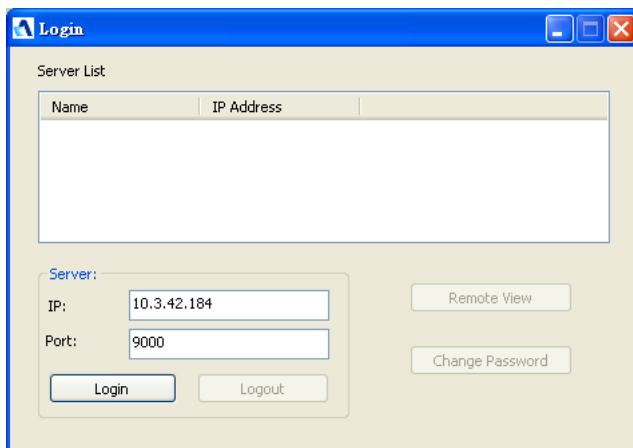 Login
Server List
Name IP Address
Server:
IP: 10.3.42.184
Port: 9000
Login Logout
Remote View
Change Password